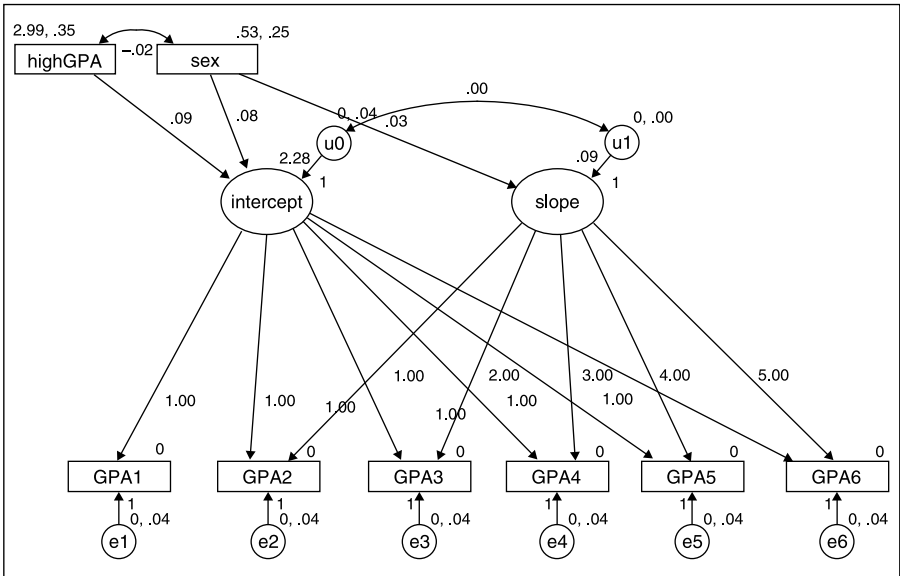 2.99, .35
.53, .25
highGPA
–.02
sex
.00
.09
.08
0, .04
.03
0, .00
u0
u1
2.28
.09
1
1
intercept
slope
1.00
1.00
1.00
1.00
2.00
1.00
1.00
3.00
1.00
4.00
5.00
0
0
0
0
0
0
GPA1
GPA2
GPA3
GPA4
GPA5
GPA6
1
1
1
1
1
1
0, .04
0, .04
0, .04
0, .04
0, .04
0, .04
e1
e2
e3
e4
e5
e6